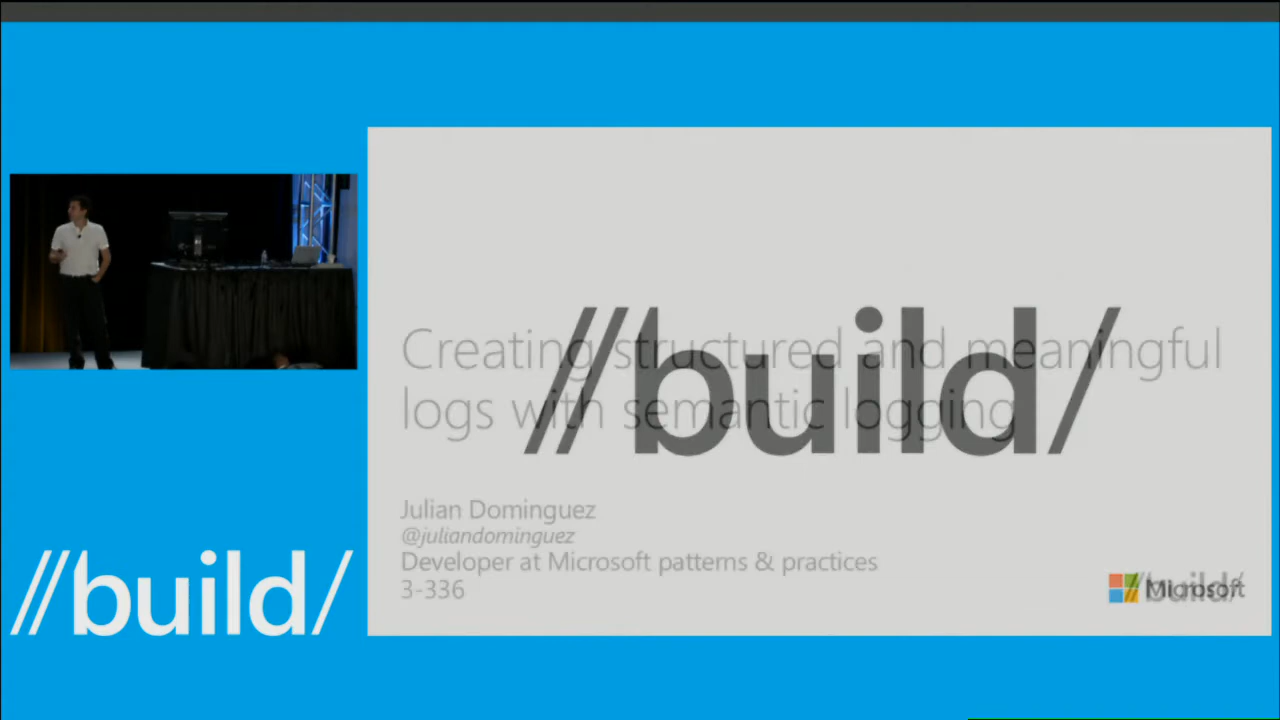 //build/
Creating structured and meaningful
logs with semantic logging
Julian Dominguez
@juliandominguez
Developer at Microsoft patterns & practices
3-336
Microsoft
//build/
//build/